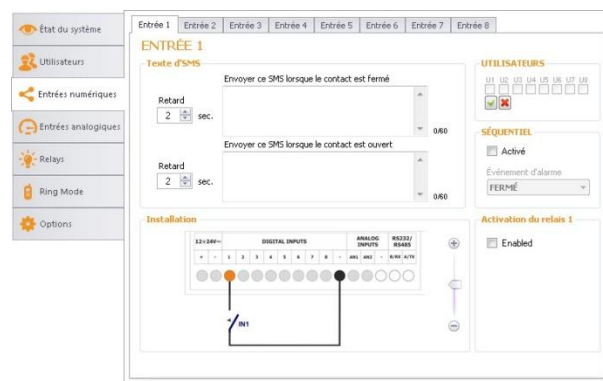 État du système
Utilisateurs
Entrées numériques
Entrées analogiques
Relays
Ring Mode
Options
Entrée 1 Entrée 2 Entrée 3 Entrée 4 Entrée 5 Entrée 6 Entrée 7 Entrée 8
ENTRÉE 1
Texte d'SMS
Envoyer ce SMS lorsque le contact est fermé
Retard
2 sec.
0/60
Envoyer ce SMS lorsque le contact est ouvert
Retard
2 sec.
0/60
UTILISATEURS
U1 U2 U3 U4 U5 U6 U7 U8
SÉQUENTIEL
Activé
Événement d'alarme
FERMÉ
Installation
12÷24V= DIGITAL INPUTS ANALOG INPUTS RS232/ RS485
+ - 1 2 3 4 5 6 7 8 - AN1 AN2 - B/RX A/TX
IN1
Activation du relais 1
Enabled